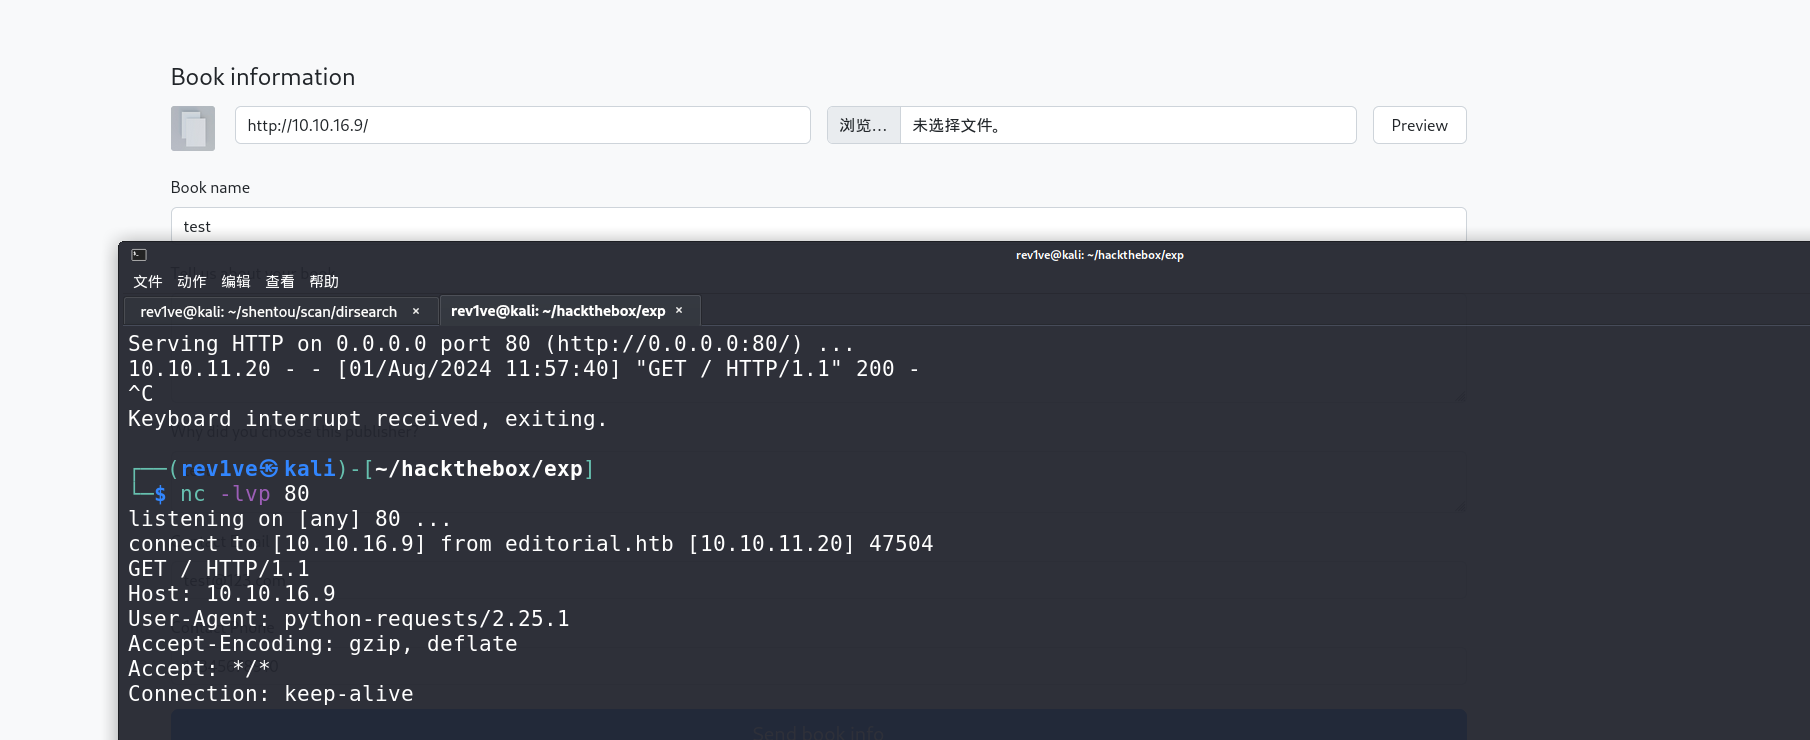 Book information
http://10.10.16.9/ 浏览... 未选择文件。 Preview
Book name
test
rev1ve@kali: ~/hackthebox/exp
文件 动作 编辑 查看 帮助
rev1ve@kali: ~/shentou/scan/dirsearch × rev1ve@kali: ~/hackthebox/exp ×
Serving HTTP on 0.0.0.0 port 80 (http://0.0.0.0:80/) ...
10.10.11.20 - - [01/Aug/2024 11:57:40] "GET / HTTP/1.1" 200 -
^C
Keyboard interrupt received, exiting.
Why did you choose this publisher?
┌──(rev1ve㉿kali)-[~/hackthebox/exp]
└─$ nc -lvp 80
listening on [any] 80 ...
connect to [10.10.16.9] from editorial.htb [10.10.11.20] 47504
GET / HTTP/1.1
Host: 10.10.16.9
User-Agent: python-requests/2.25.1
Accept-Encoding: gzip, deflate
Accept: */*
Connection: keep-alive
Send book info